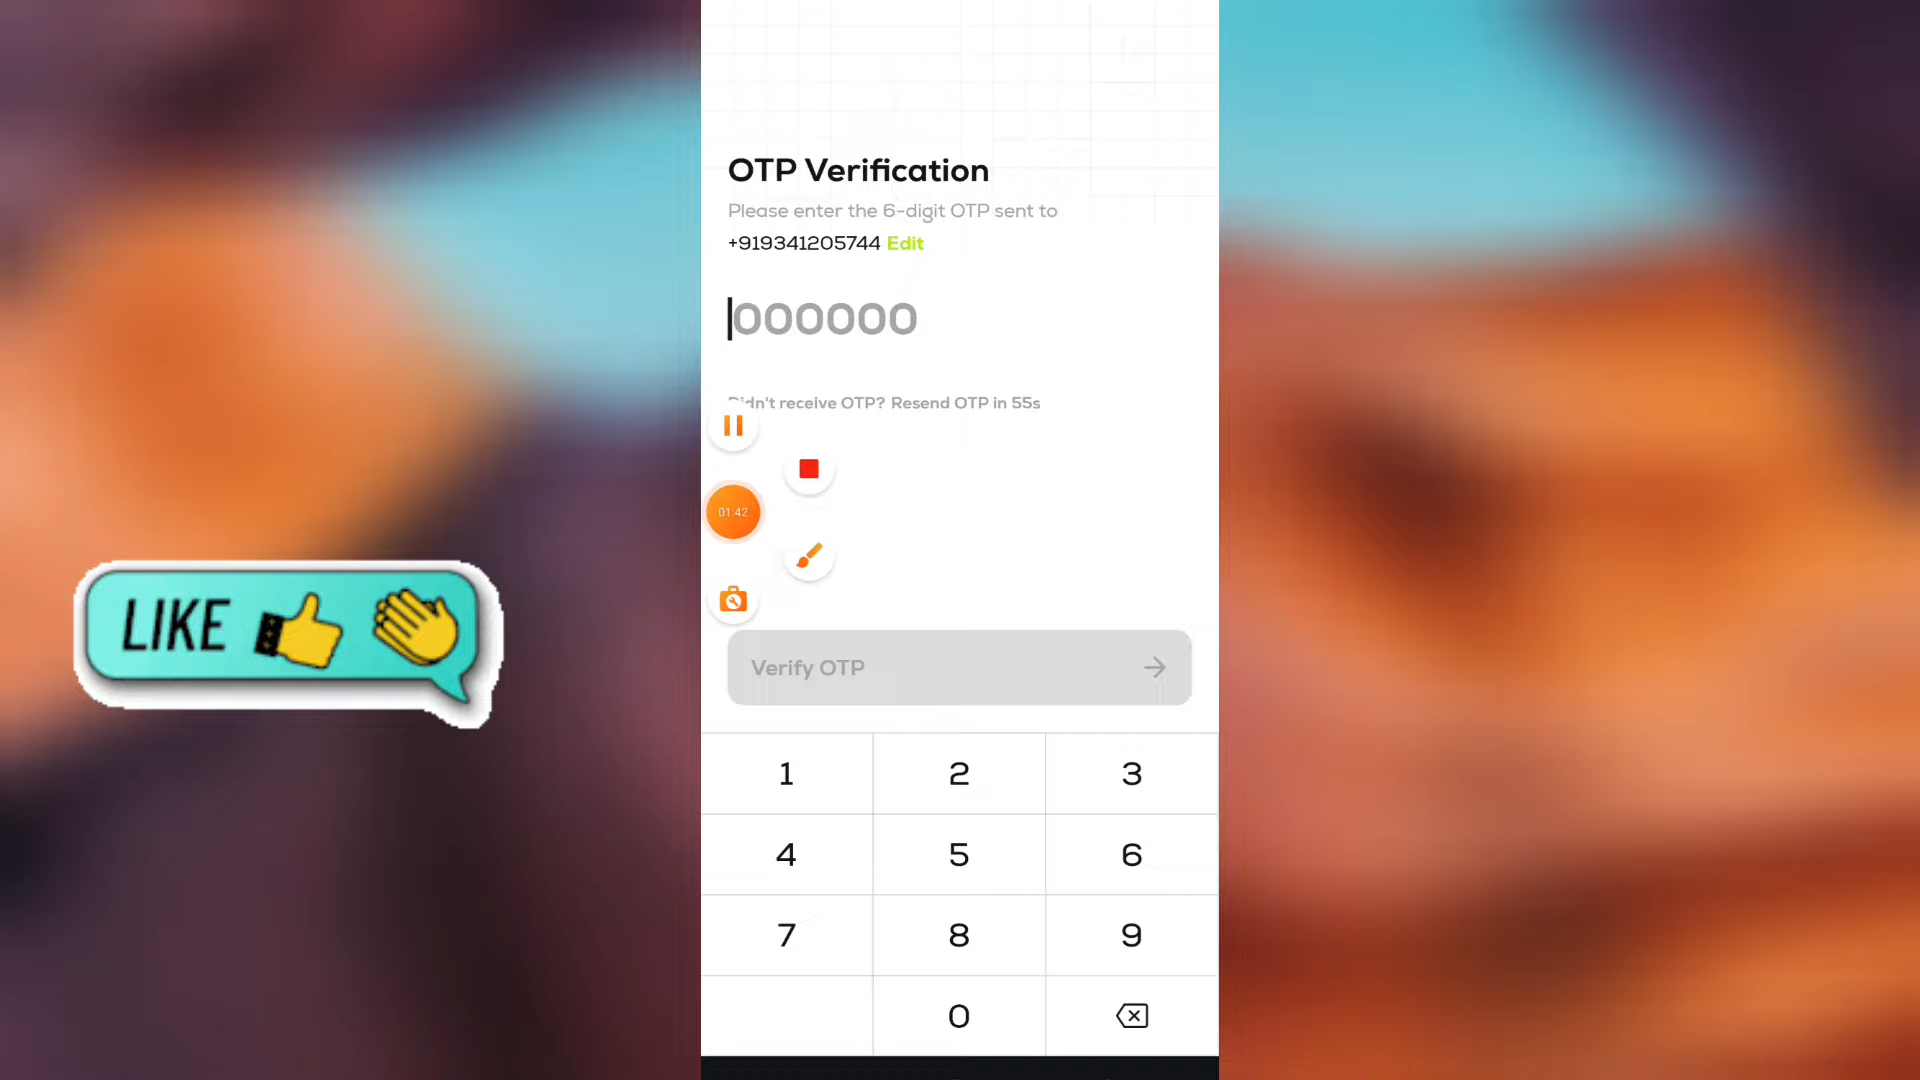 OTP Verification
Please enter the 6-digit OTP sent to
+919341205744 Edit
000000
Didn't receive OTP? Resend OTP in 55s
01:42
LIKE
Verify OTP
1 2 3
4 5 6
7 8 9
0